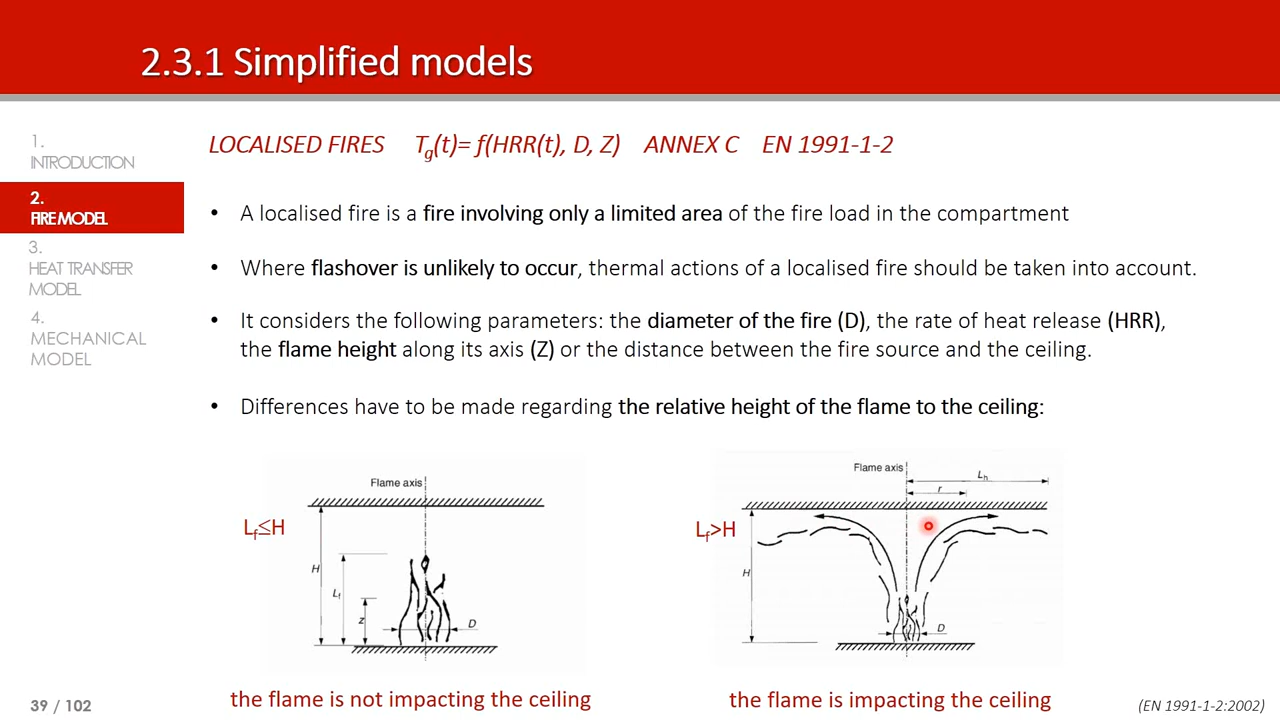 2.3.1 Simplified models
1.
INTRODUCTION
2.
FIRE MODEL
3.
HEAT TRANSFER
MODEL
4.
MECHANICAL
MODEL
LOCALISED FIRES Tg(t)= f(HRR(t), D, Z) ANNEX C EN 1991-1-2
• A localised fire is a fire involving only a limited area of the fire load in the compartment
• Where flashover is unlikely to occur, thermal actions of a localised fire should be taken into account.
• It considers the following parameters: the diameter of the fire (D), the rate of heat release (HRR),
the flame height along its axis (Z) or the distance between the fire source and the ceiling.
• Differences have to be made regarding the relative height of the flame to the ceiling:
Flame axis
Lf≤H
H
Lf
z
D
the flame is not impacting the ceiling
Flame axis
Lh
r
Lf>H
H
D
the flame is impacting the ceiling
39 / 102
(EN 1991-1-2:2002)